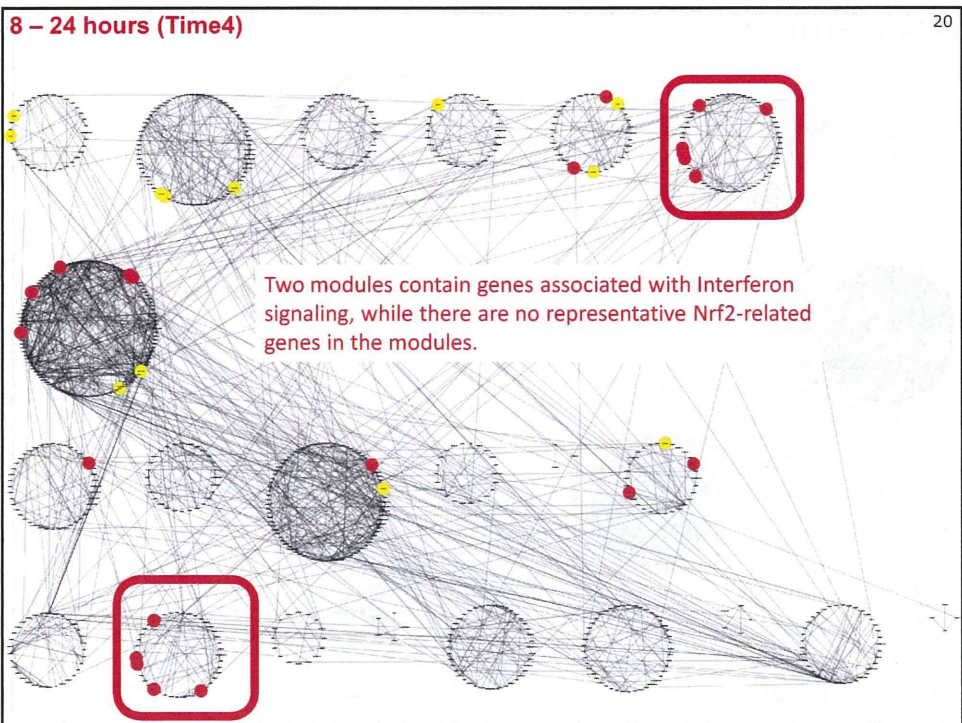 8 – 24 hours (Time4)
20
Two modules contain genes associated with Interferon
signaling, while there are no representative Nrf2-related
genes in the modules.